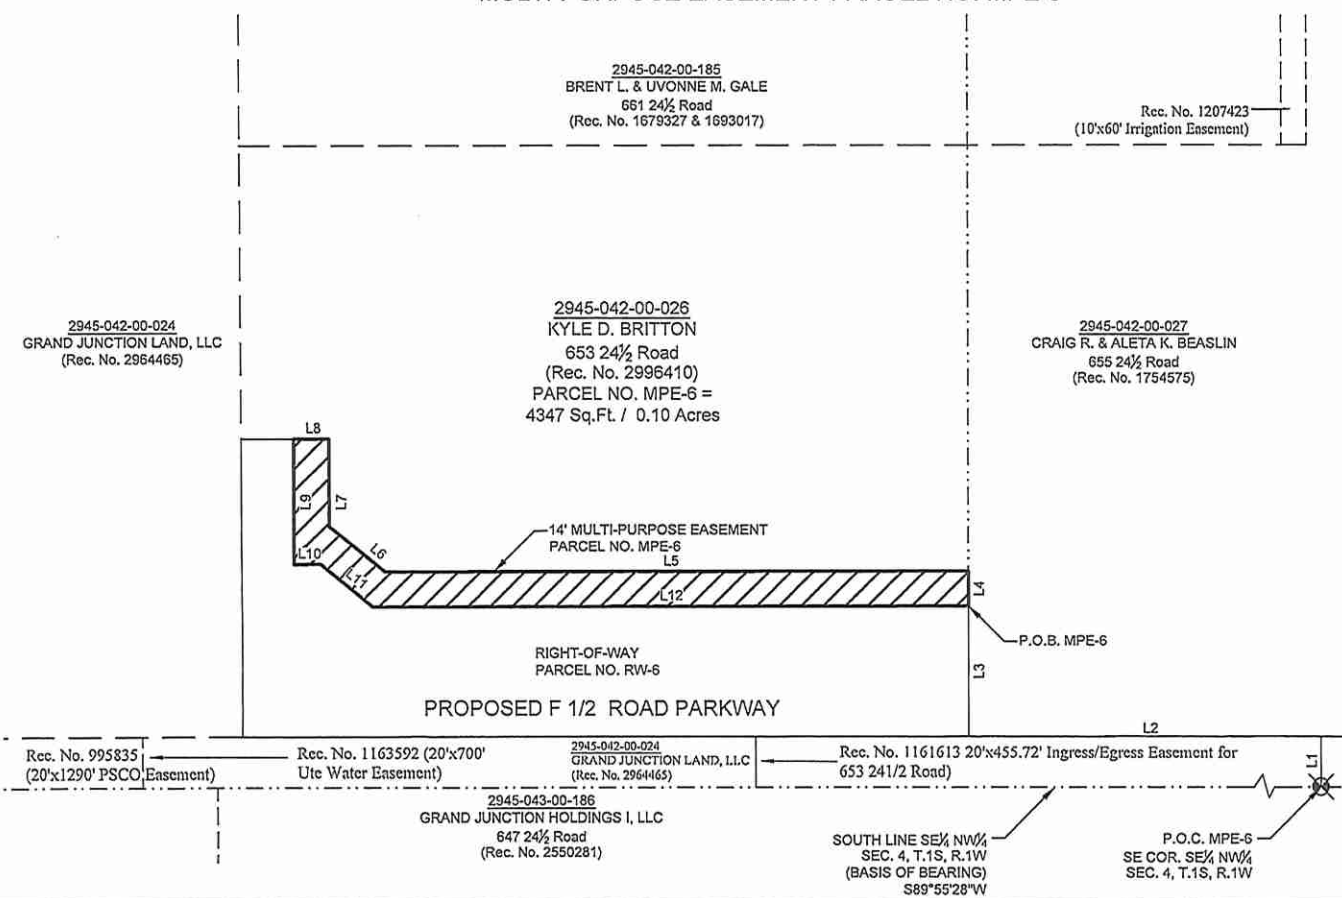 2945-042-00-185
BRENT L. & UVONNE M. GALE
661 24½ Road
(Rec. No. 1679327 & 1693017)
Rec. No. 1207423
(10'x60' Irrigation Easement)
2945-042-00-024
GRAND JUNCTION LAND, LLC
(Rec. No. 2964465)
2945-042-00-026
KYLE D. BRITTON
653 24½ Road
(Rec. No. 2996410)
PARCEL NO. MPE-6 =
4347 Sq.Ft. / 0.10 Acres
2945-042-00-027
CRAIG R. & ALETA K. BEASLIN
655 24½ Road
(Rec. No. 1754575)
L8
L9
L7
L10
L6
L11
14' MULTI-PURPOSE EASEMENT
PARCEL NO. MPE-6
L5
L12
L4
P.O.B. MPE-6
L3
RIGHT-OF-WAY
PARCEL NO. RW-6
PROPOSED F 1/2 ROAD PARKWAY
L2
L1
Rec. No. 995835
(20'x1290' PSCO Easement)
Rec. No. 1163592 (20'x700'
Ute Water Easement)
2945-042-00-024
GRAND JUNCTION LAND, LLC
(Rec. No. 2964465)
Rec. No. 1161613 20'x455.72' Ingress/Egress Easement for
653 241/2 Road)
2945-043-00-186
GRAND JUNCTION HOLDINGS I, LLC
647 24½ Road
(Rec. No. 2550281)
SOUTH LINE SE¼ NW¼
SEC. 4, T.1S, R.1W
(BASIS OF BEARING)
S89°55'28"W
P.O.C. MPE-6
SE COR. SE¼ NW¼
SEC. 4, T.1S, R.1W